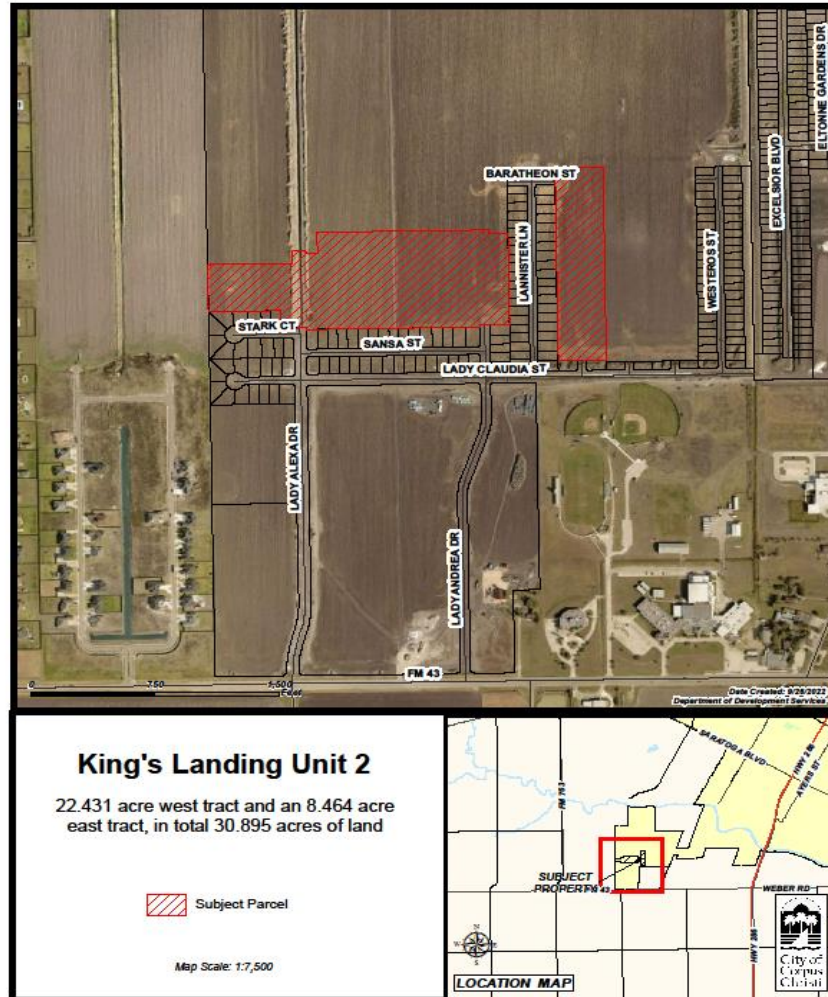 ELTONNE GARDENS DR
EXCELSIOR BLVD
BARATHEON ST
LANNISTER LN
WESTEROS ST
STARK CT
SANSA ST
LADY CLAUDIA ST
LADY ALEXA DR
LADY ANDREA DR
FM 43
0 750 1,500
Feet
Date Created: 9/28/2022
Department of Development Services
King's Landing Unit 2
22.431 acre west tract and an 8.464 acre
east tract, in total 30.895 acres of land
Subject Parcel
Map Scale: 1:7,500
SARATOGA BLVD
HWY 286
AYERS ST
FM 763
SUBJECT
PROPERTY
FM 43
WEBER RD
HWY 286
N
W E
S
LOCATION MAP
City of
Corpus
Christi